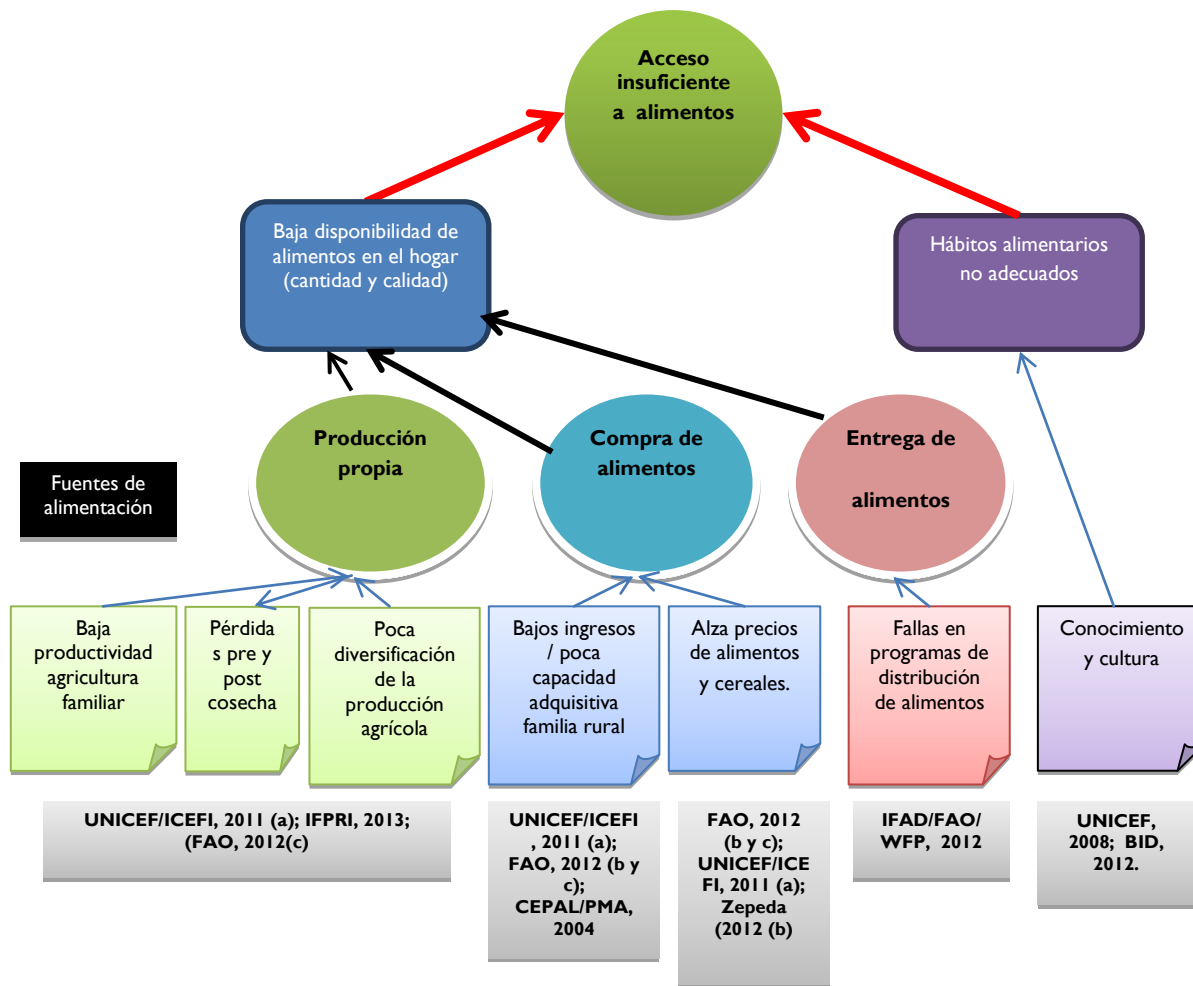 Acceso
insuficiente
a alimentos
Baja disponibilidad de
alimentos en el hogar
(cantidad y calidad)
Hábitos alimentarios
no adecuados
Fuentes de
alimentación
Producción
propia
Compra de
alimentos
Entrega de
alimentos
Baja
productividad
agricultura
familiar
Pérdida
s pre y
post
cosecha
Poca
diversificación
de la
producción
agrícola
Bajos ingresos
/ poca
capacidad
adquisitiva
familia rural
Alza precios
de alimentos
y cereales.
Fallas en
programas de
distribución
de alimentos
Conocimiento
y cultura
UNICEF/ICEFI, 2011 (a); IFPRI, 2013;
(FAO, 2012(c)
UNICEF/ICEFI
, 2011 (a);
FAO, 2012 (b y
c);
CEPAL/PMA,
2004
FAO, 2012
(b y c);
UNICEF/ICE
FI, 2011 (a);
Zepeda
(2012 (b)
IFAD/FAO/
WFP, 2012
UNICEF,
2008; BID,
2012.